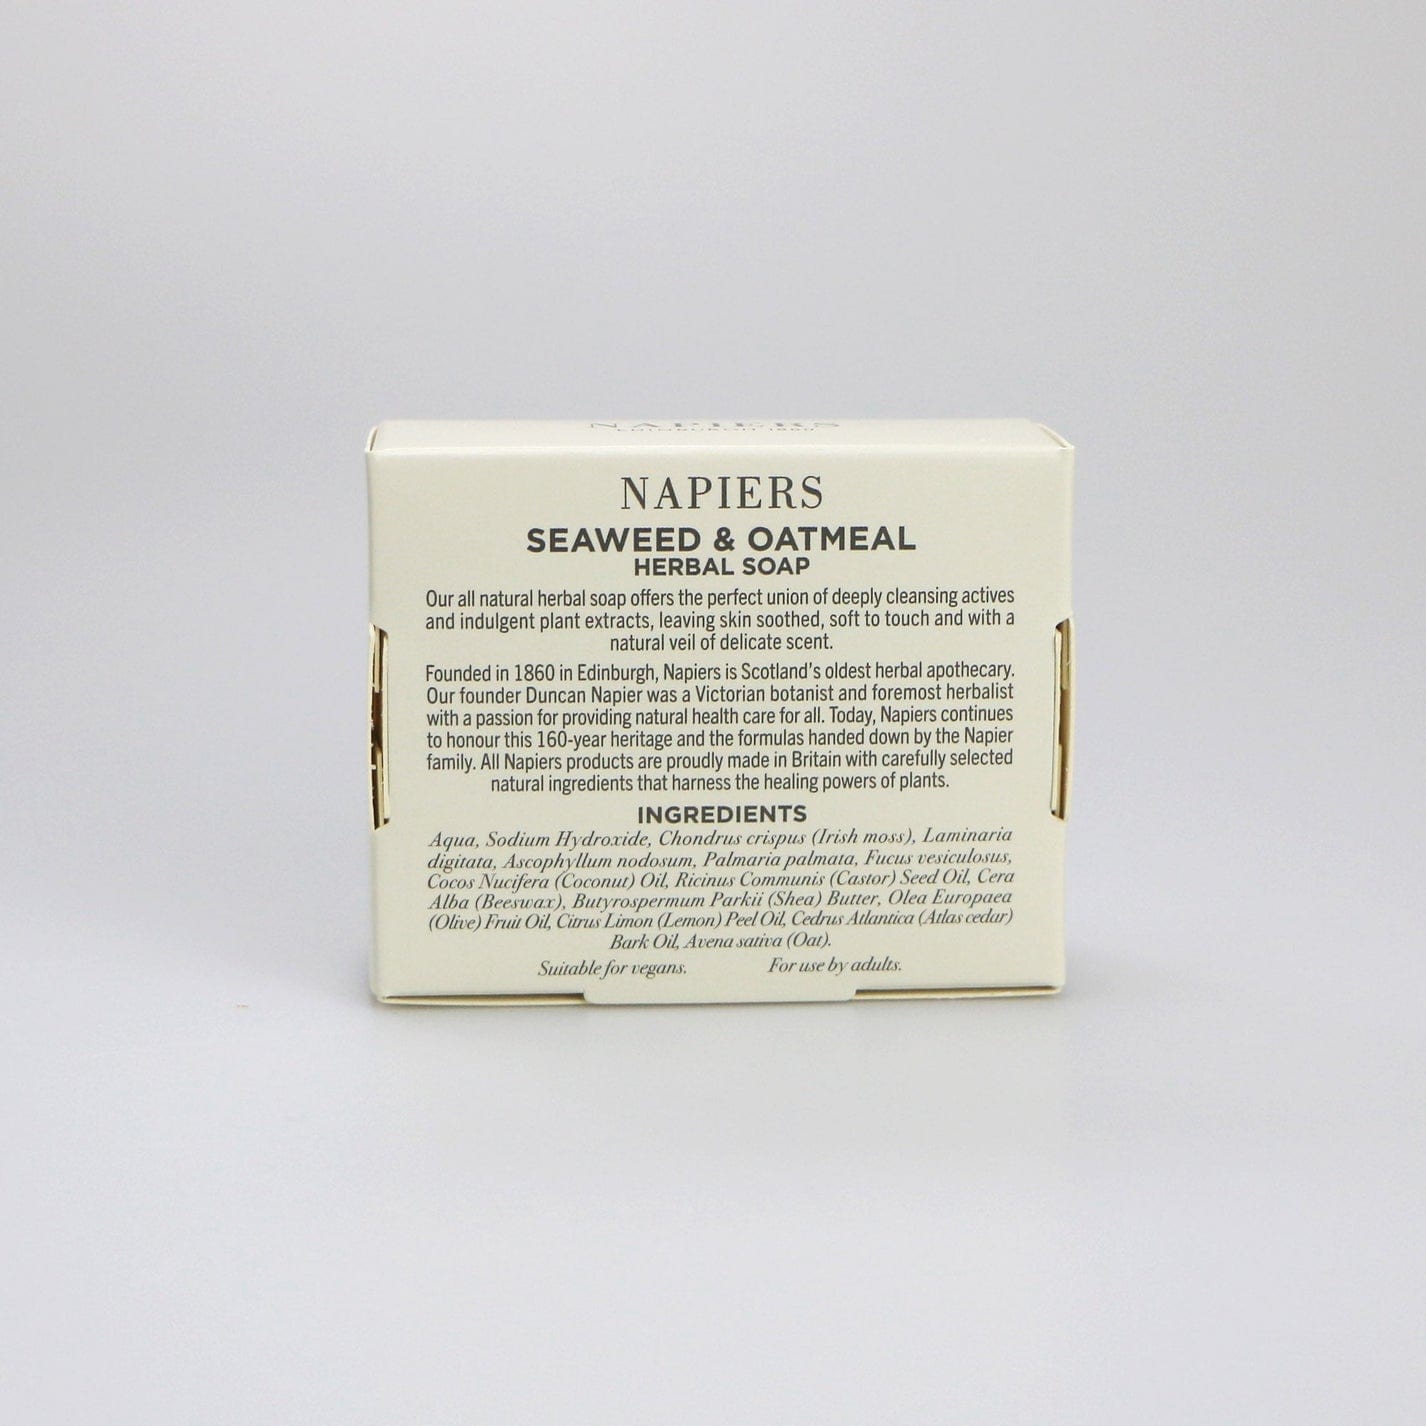 NAPIERS
EDINBURGH 1860
NAPIERS
SEAWEED & OATMEAL
HERBAL SOAP
Our all natural herbal soap offers the perfect union of deeply cleansing actives
and indulgent plant extracts, leaving skin soothed, soft to touch and with a
natural veil of delicate scent.
Founded in 1860 in Edinburgh, Napiers is Scotland's oldest herbal apothecary.
Our founder Duncan Napier was a Victorian botanist and foremost herbalist
with a passion for providing natural health care for all. Today, Napiers continues
to honour this 160-year heritage and the formulas handed down by the Napier
family. All Napiers products are proudly made in Britain with carefully selected
natural ingredients that harness the healing powers of plants.
INGREDIENTS
Aqua, Sodium Hydroxide, Chondrus crispus (Irish moss), Laminaria
digitata, Ascophyllum nodosum, Palmaria palmata, Fucus vesiculosus,
Cocos Nucifera (Coconut) Oil, Ricinus Communis (Castor) Seed Oil, Cera
Alba (Beeswax), Butyrospermum Parkii (Shea) Butter, Olea Europaea
(Olive) Fruit Oil, Citrus Limon (Lemon) Peel Oil, Cedrus Atlantica (Atlas cedar)
Bark Oil, Avena sativa (Oat).
Suitable for vegans. For use by adults.